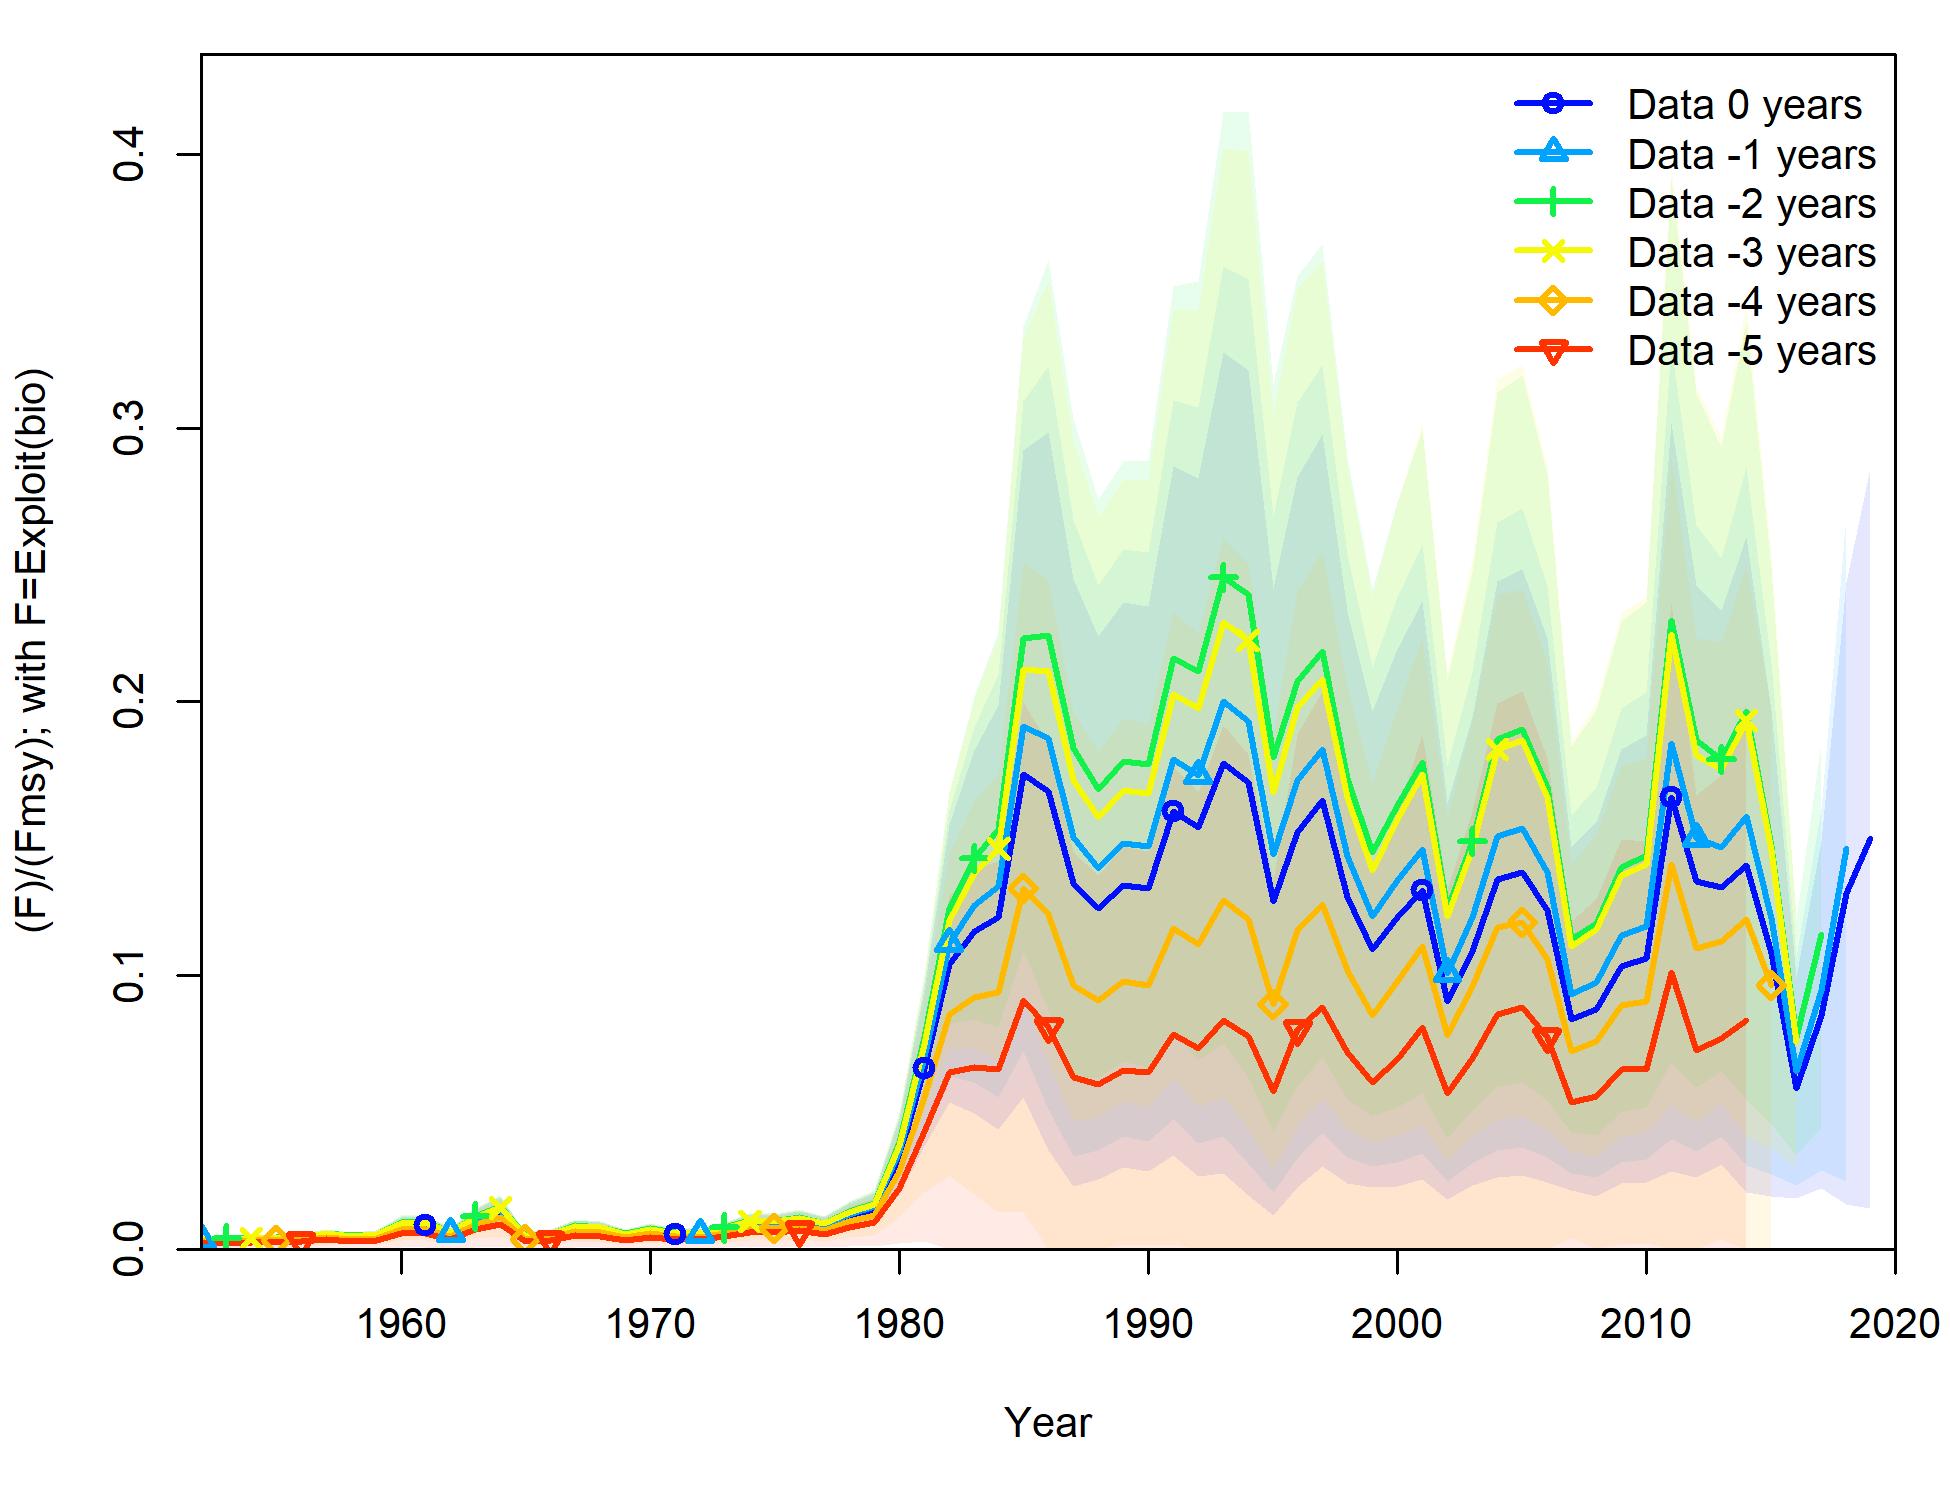 Data 0 years
Data -1 years
Data -2 years
Data -3 years
Data -4 years
Data -5 years
(F)/(Fmsy); with F=Exploit(bio)
0.4
0.3
0.2
0.1
0.0
1960 1970 1980 1990 2000 2010 2020
Year